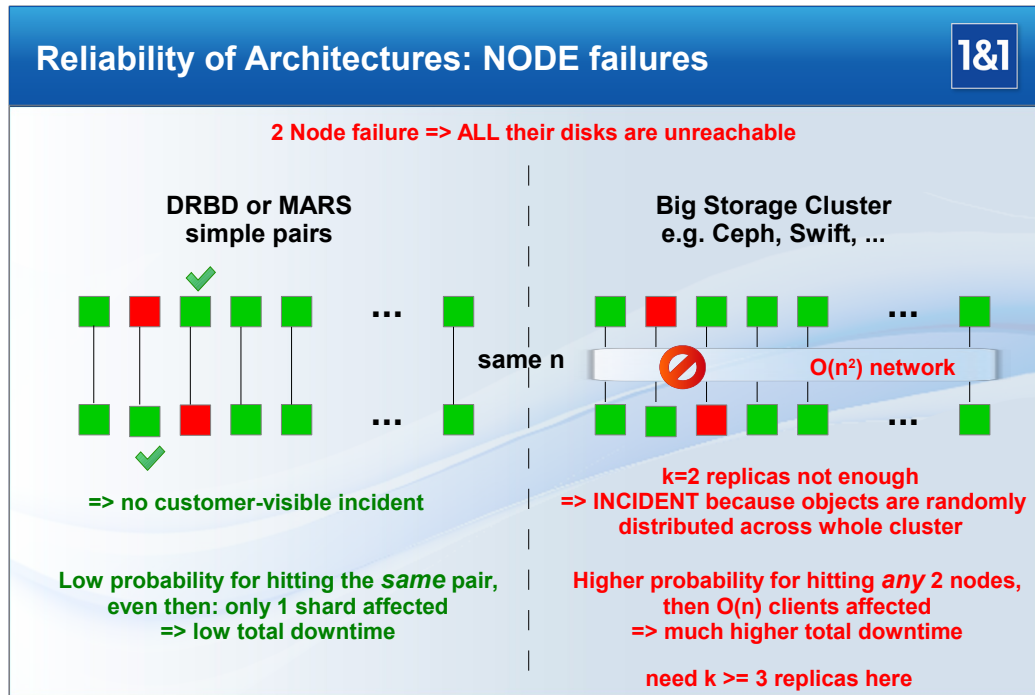 Reliability of Architectures: NODE failures
1&1
2 Node failure => ALL their disks are unreachable
DRBD or MARS
simple pairs
...
same n
...
=> no customer-visible incident
Low probability for hitting the same pair,
even then: only 1 shard affected
=> low total downtime
Big Storage Cluster
e.g. Ceph, Swift, ...
...
O(n²) network
...
k=2 replicas not enough
=> INCIDENT because objects are randomly
distributed across whole cluster
Higher probability for hitting any 2 nodes,
then O(n) clients affected
=> much higher total downtime
need k >= 3 replicas here